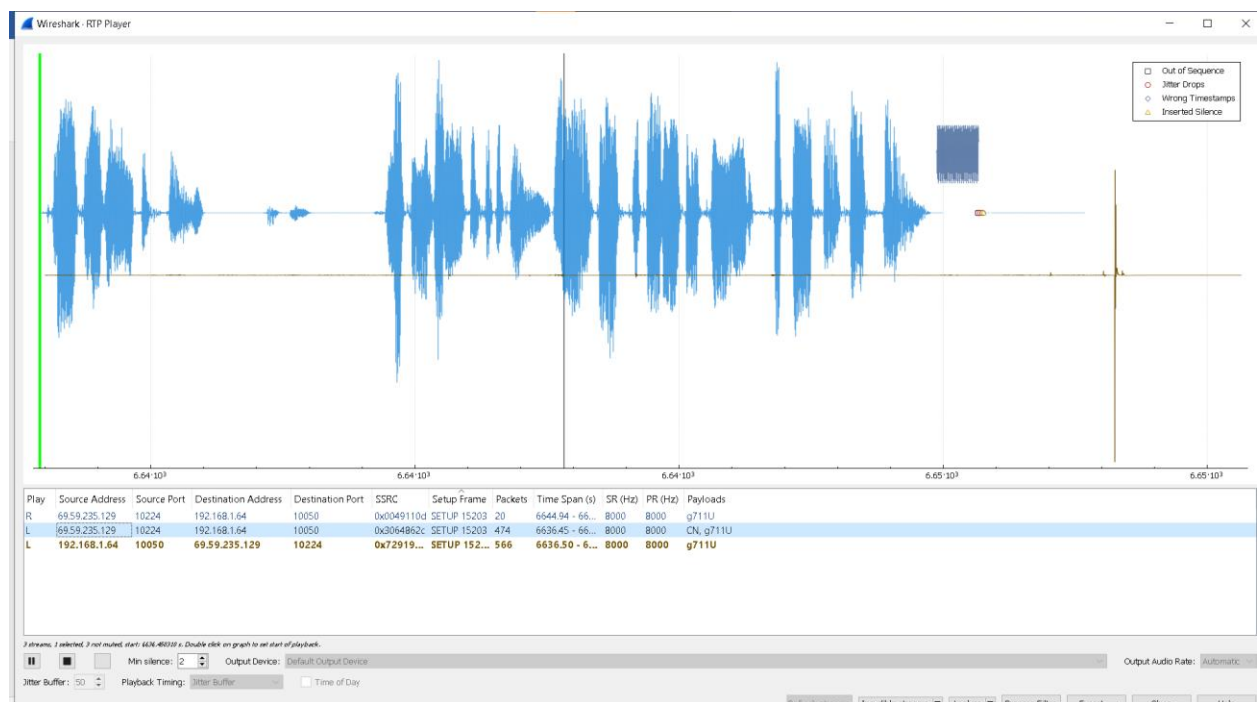 Wireshark · RTP Player
Out of Sequence
Jitter Drops
Wrong Timestamps
Inserted Silence
6.64·10³ 6.64·10³ 6.64·10³ 6.65·10³ 6.65·10³
Play Source Address Source Port Destination Address Destination Port SSRC Setup Frame Packets Time Span (s) SR (Hz) PR (Hz) Payloads
R 69.59.235.129 10224 192.168.1.64 10050 0x0049110d SETUP 15203 20 6644.94 - 66... 8000 8000 g711U
L 69.59.235.129 10224 192.168.1.64 10050 0x3064862c SETUP 15203 474 6636.45 - 66... 8000 8000 CN, g711U
L 192.168.1.64 10050 69.59.235.129 10224 0x72919... SETUP 152... 566 6636.50 - 6... 8000 8000 g711U
3 streams, 1 selected, 3 not muted, start: 6636.450310 s. Double click on graph to set start of playback.
Min silence: 2 Output Device: Default Output Device Output Audio Rate: Automatic
Jitter Buffer: 50 Playback Timing: Jitter Buffer Time of Day